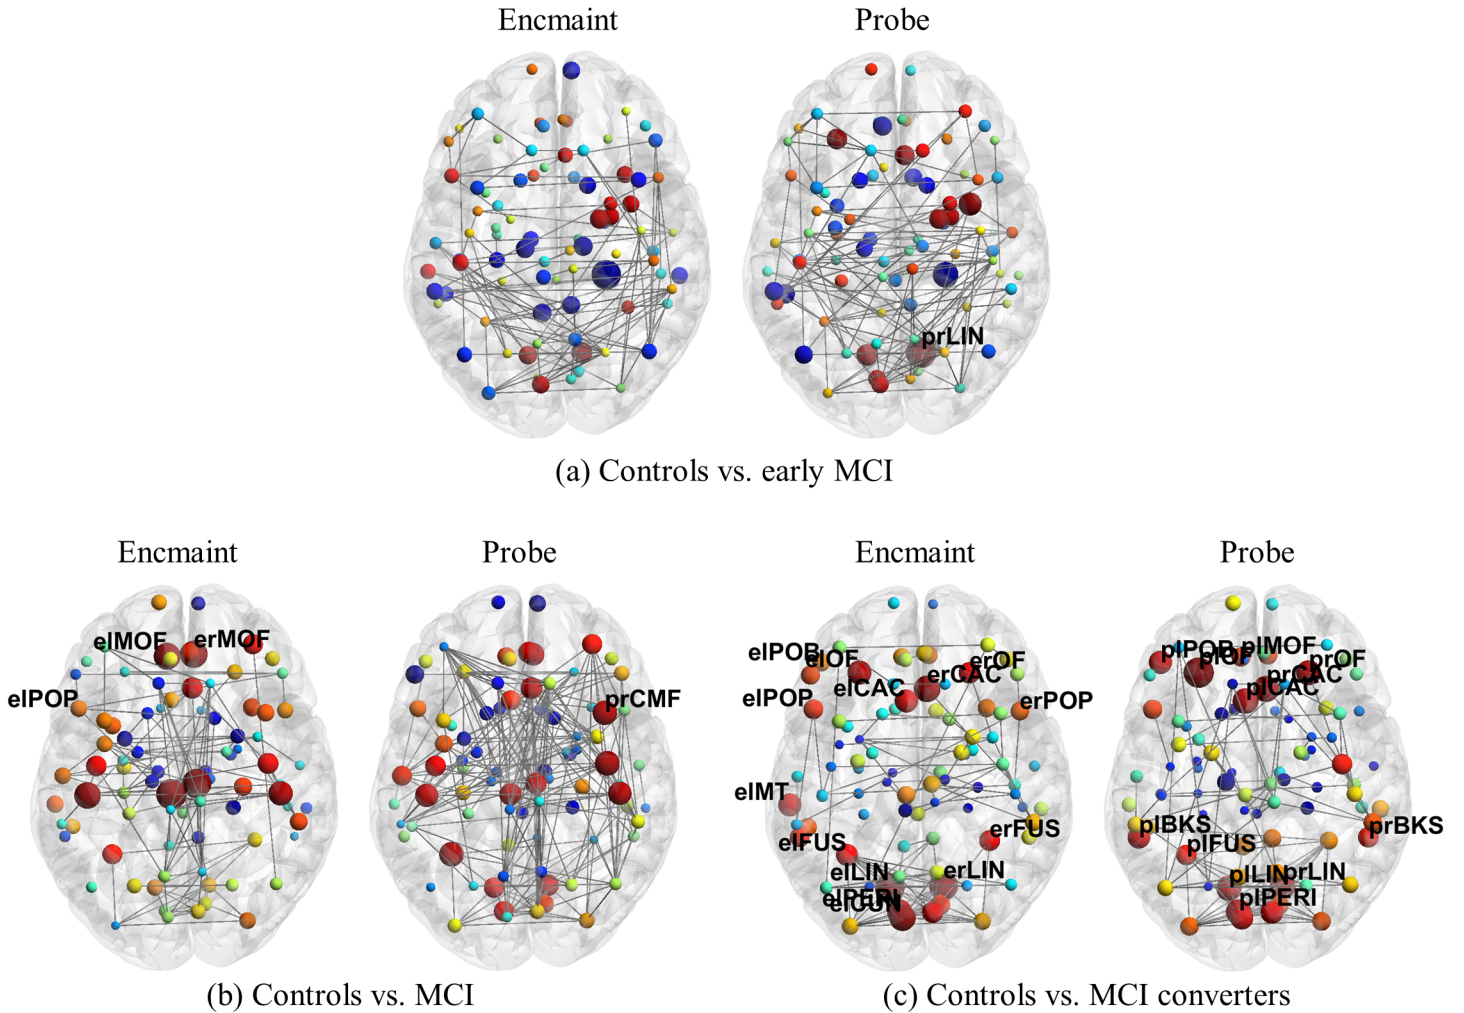 Encmaint Probe
prLIN
(a) Controls vs. early MCI
Encmaint Probe Encmaint Probe
elMOF erMOF
elPOP
prCMF
elPOB elOF erOF
elCAC erCAC
elPOP erPOP
elMT
elFUS erFUS
elLIN erLIN
elPERI
elCUN
plPOB plMOF
plOF prOF
plCAC prCAC
plBKS prBKS
plFUS
plLIN prLIN
plPERI
(b) Controls vs. MCI (c) Controls vs. MCI converters